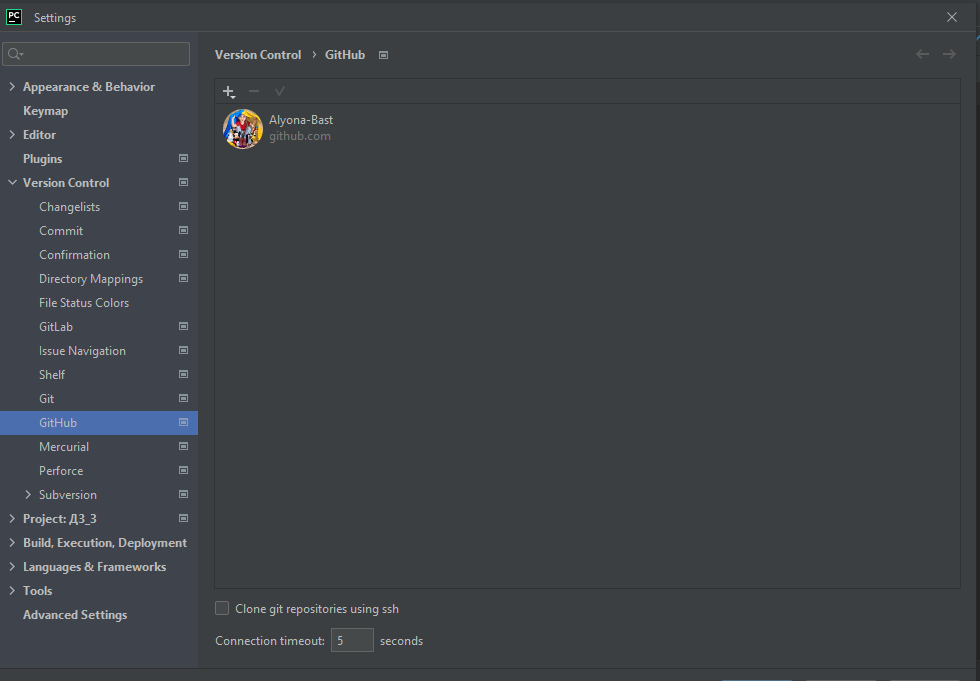 PC
Settings
Version Control › GitHub
Appearance & Behavior
Keymap
Editor
Plugins
Version Control
Changelists
Commit
Confirmation
Directory Mappings
File Status Colors
GitLab
Issue Navigation
Shelf
Git
GitHub
Mercurial
Perforce
Subversion
Project: ДЗ_3
Build, Execution, Deployment
Languages & Frameworks
Tools
Advanced Settings
Alyona-Bast
github.com
Clone git repositories using ssh
Connection timeout: 5 seconds